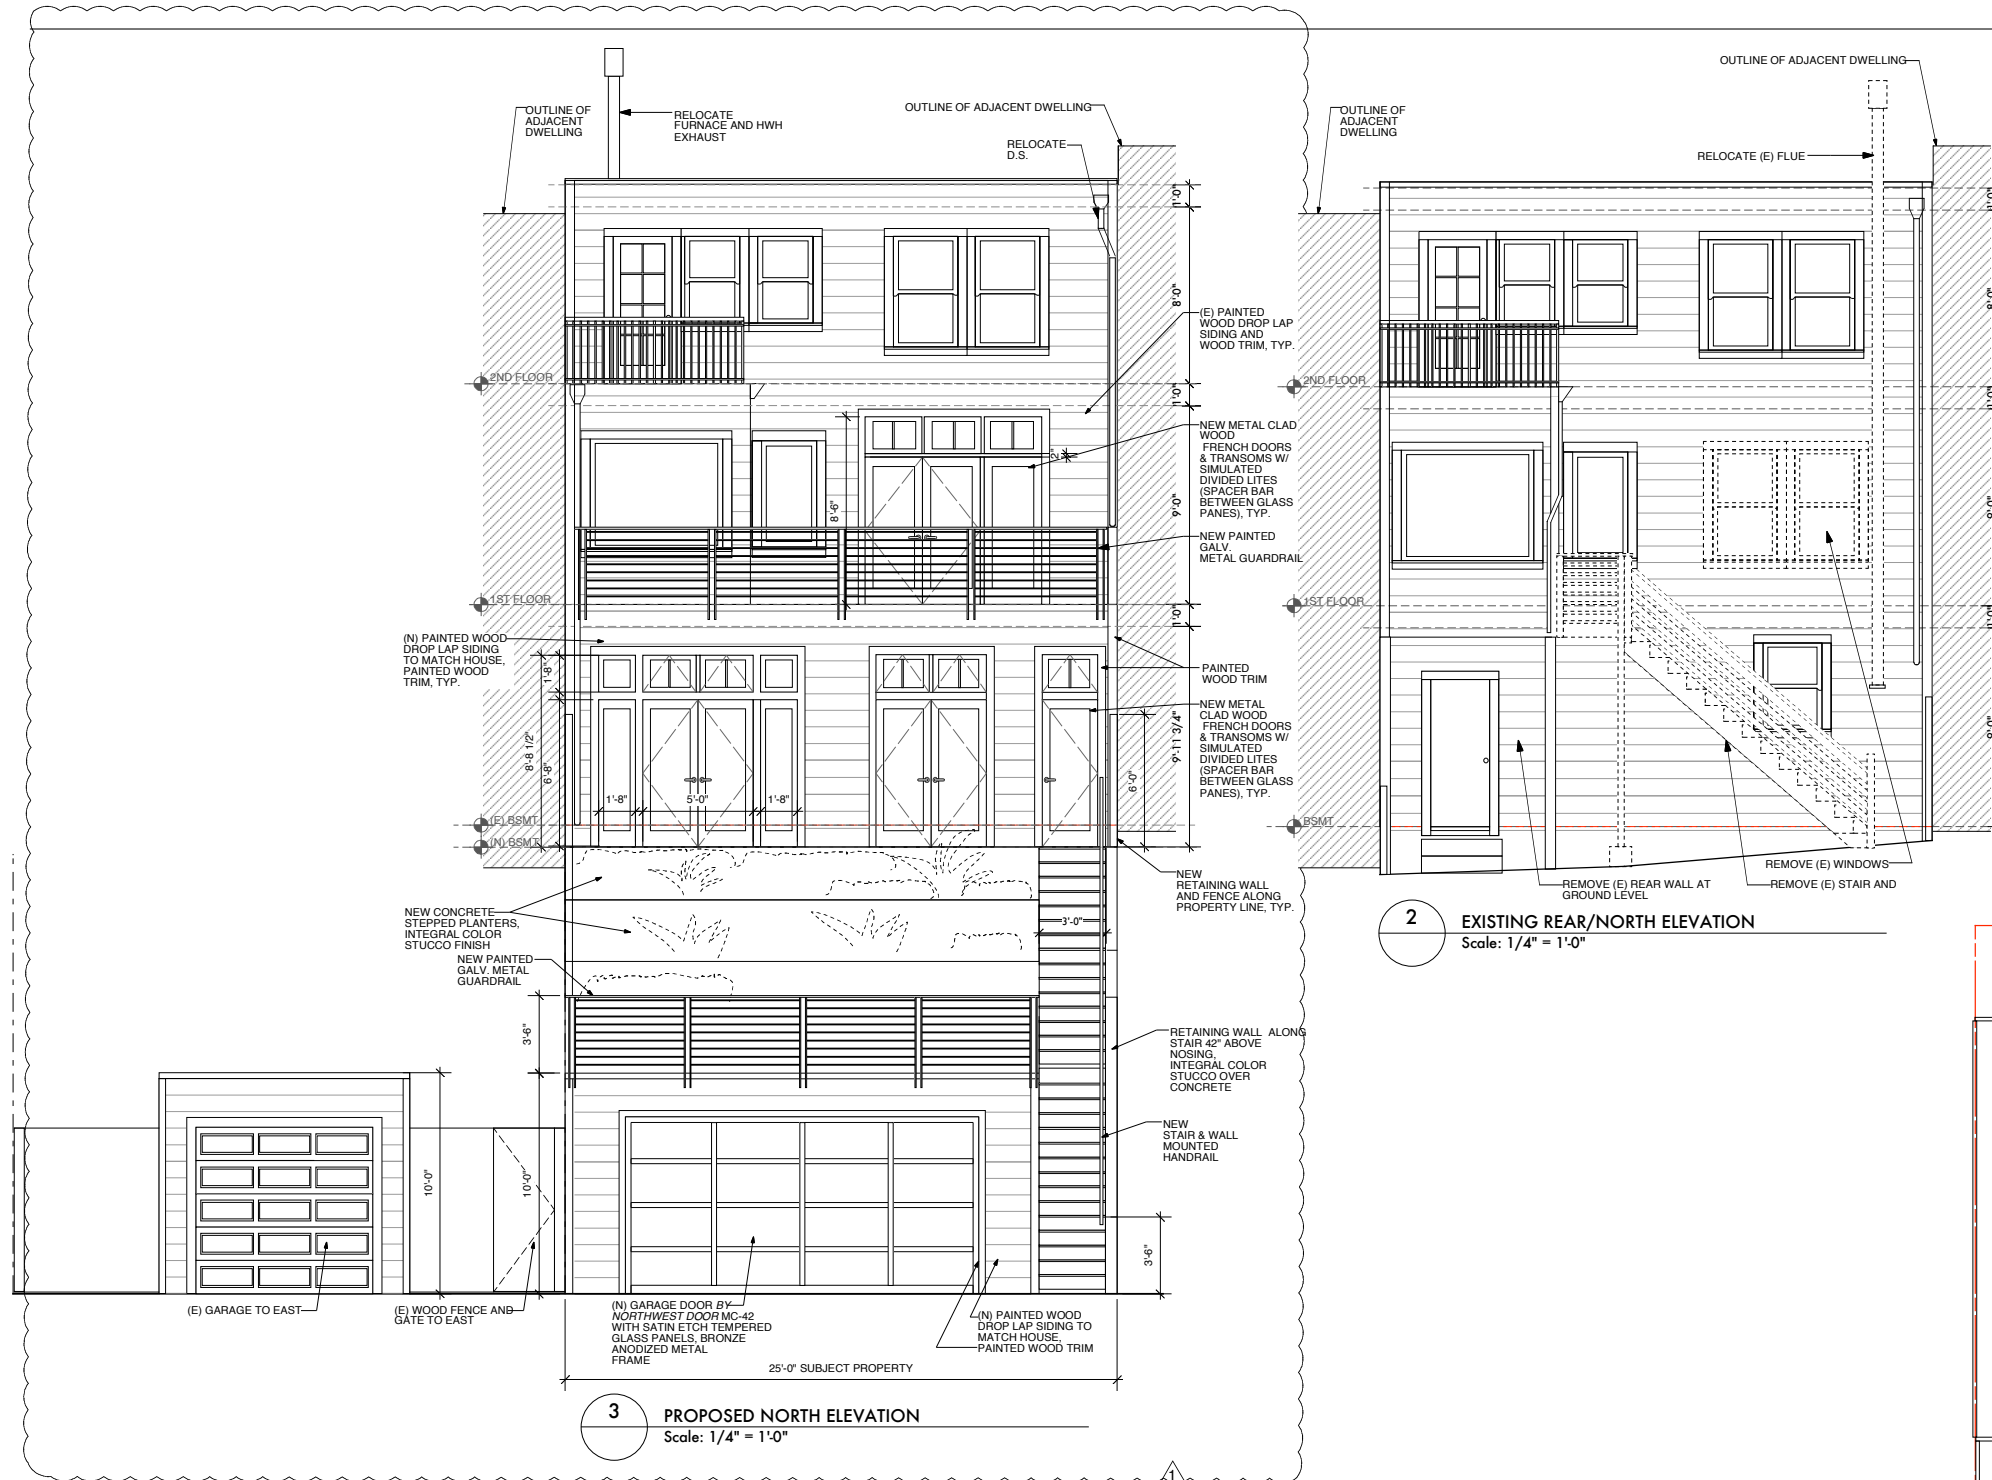 OUTLINE OF
ADJACENT
DWELLING
RELOCATE
FURNACE AND HWH
EXHAUST
OUTLINE OF ADJACENT DWELLING
RELOCATE
D.S.
1'-0"
8'-0"
(E) PAINTED
WOOD DROP LAP
SIDING AND
WOOD TRIM, TYP.
2ND FLOOR
1'-0"
NEW METAL CLAD
WOOD
FRENCH DOORS
& TRANSOMS W/
SIMULATED
DIVIDED LITES
(SPACER BAR
BETWEEN GLASS
PANES), TYP.
2"
8'-6"
9'-0"
NEW PAINTED
GALV.
METAL GUARDRAIL
1ST FLOOR
1'-0"
(N) PAINTED WOOD
DROP LAP SIDING
TO MATCH HOUSE,
PAINTED WOOD
TRIM, TYP.
1'-8"
8'-8 1/2"
6'-8"
1'-8"
5'-0"
1'-8"
PAINTED
WOOD TRIM
NEW METAL
CLAD WOOD
FRENCH DOORS
& TRANSOMS W/
SIMULATED
DIVIDED LITES
(SPACER BAR
BETWEEN GLASS
PANES), TYP.
9'-11 3/4"
6'-0"
(E) BSMT
(N) BSMT
NEW
RETAINING WALL
AND FENCE ALONG
PROPERTY LINE, TYP.
3'-0"
NEW CONCRETE
STEPPED PLANTERS,
INTEGRAL COLOR
STUCCO FINISH
NEW PAINTED
GALV. METAL
GUARDRAIL
3'-6"
RETAINING WALL ALONG
STAIR 42" ABOVE
NOSING,
INTEGRAL COLOR
STUCCO OVER
CONCRETE
NEW
STAIR & WALL
MOUNTED
HANDRAIL
10'-0"
10'-0"
3'-6"
(E) GARAGE TO EAST
(E) WOOD FENCE AND
GATE TO EAST
(N) GARAGE DOOR BY
NORTHWEST DOOR MC-42
WITH SATIN ETCH TEMPERED
GLASS PANELS, BRONZE
ANODIZED METAL
FRAME
(N) PAINTED WOOD
DROP LAP SIDING TO
MATCH HOUSE,
PAINTED WOOD TRIM
25'-0" SUBJECT PROPERTY
3
PROPOSED NORTH ELEVATION
Scale: 1/4" = 1'-0"
1
OUTLINE OF ADJACENT DWELLING
OUTLINE OF
ADJACENT
DWELLING
RELOCATE (E) FLUE
2ND FLOOR
1ST FLOOR
BSMT
REMOVE (E) WINDOWS
REMOVE (E) REAR WALL AT
GROUND LEVEL
REMOVE (E) STAIR AND
2
EXISTING REAR/NORTH ELEVATION
Scale: 1/4" = 1'-0"